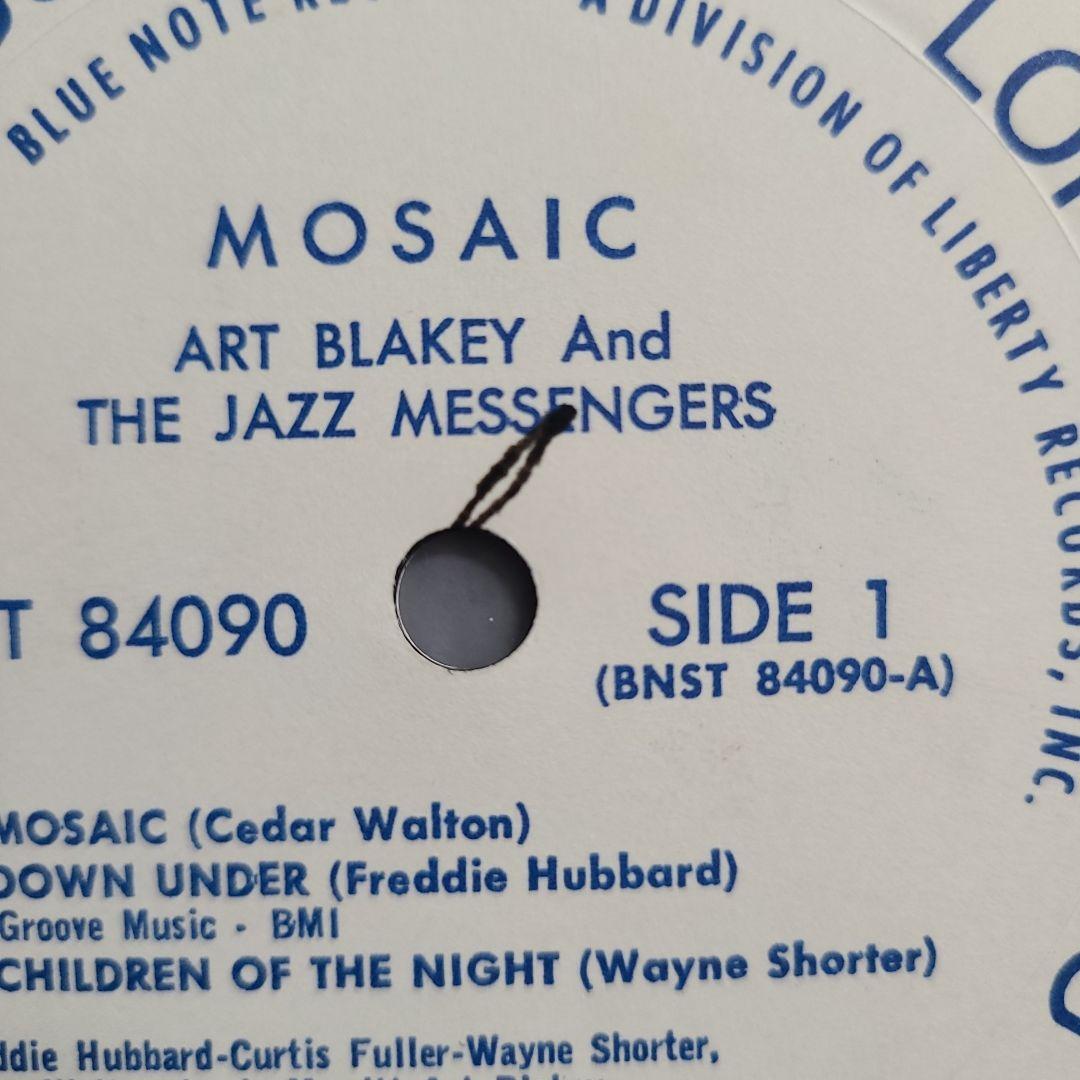 BLUE NOTE
A DIVISION OF LIBERTY RECORDS, INC.
MOSAIC
ART BLAKEY And
THE JAZZ MESSENGERS
T 84090
SIDE 1
(BNST 84090-A)
MOSAIC (Cedar Walton)
DOWN UNDER (Freddie Hubbard)
Groove Music - BMI
CHILDREN OF THE NIGHT (Wayne Shorter)
ddie Hubbard-Curtis Fuller-Wayne Shorter,